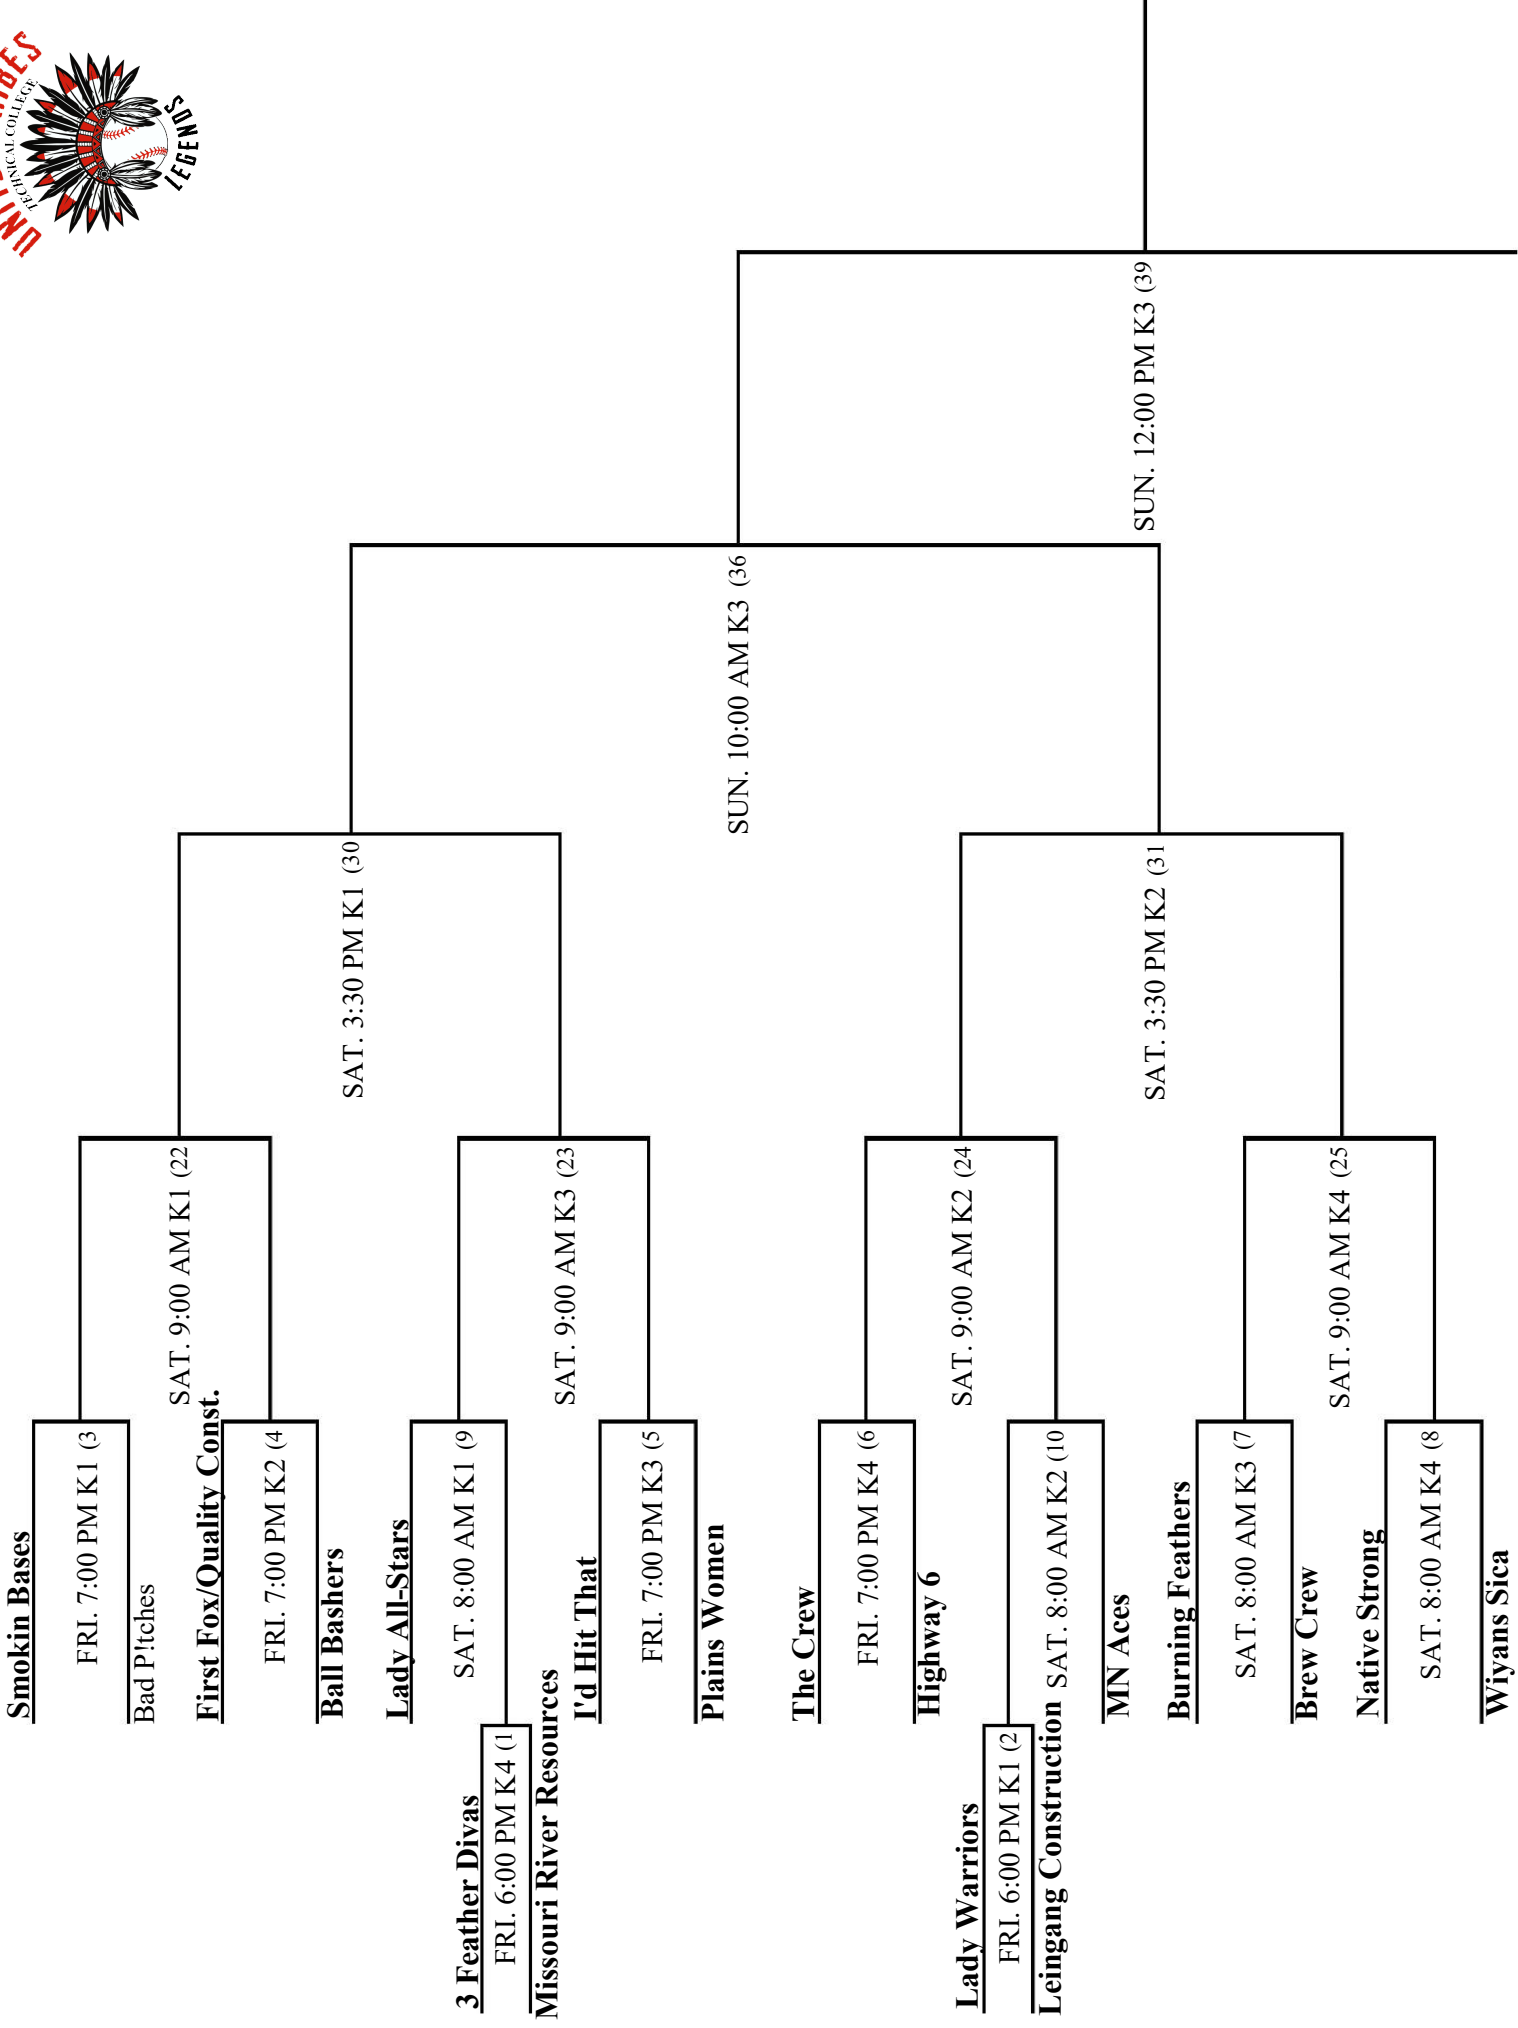 UNITED TRIBES
TECHNICAL COLLEGE
LEGENDS
Smokin Bases
FRI. 7:00 PM K1 (3
Bad P!tches
SAT. 9:00 AM K1 (22
First Fox/Quality Const.
FRI. 7:00 PM K2 (4
Ball Bashers
SAT. 3:30 PM K1 (30
Lady All-Stars
SAT. 8:00 AM K1 (9
3 Feather Divas
FRI. 6:00 PM K4 (1
Missouri River Resources
SAT. 9:00 AM K3 (23
I'd Hit That
FRI. 7:00 PM K3 (5
Plains Women
SUN. 10:00 AM K3 (36
The Crew
FRI. 7:00 PM K4 (6
Highway 6
SAT. 9:00 AM K2 (24
Lady Warriors
FRI. 6:00 PM K1 (2
Leingang Construction
SAT. 8:00 AM K2 (10
MN Aces
SUN. 12:00 PM K3 (39
SAT. 3:30 PM K2 (31
Burning Feathers
SAT. 8:00 AM K3 (7
Brew Crew
SAT. 9:00 AM K4 (25
Native Strong
SAT. 8:00 AM K4 (8
Wiyans Sica